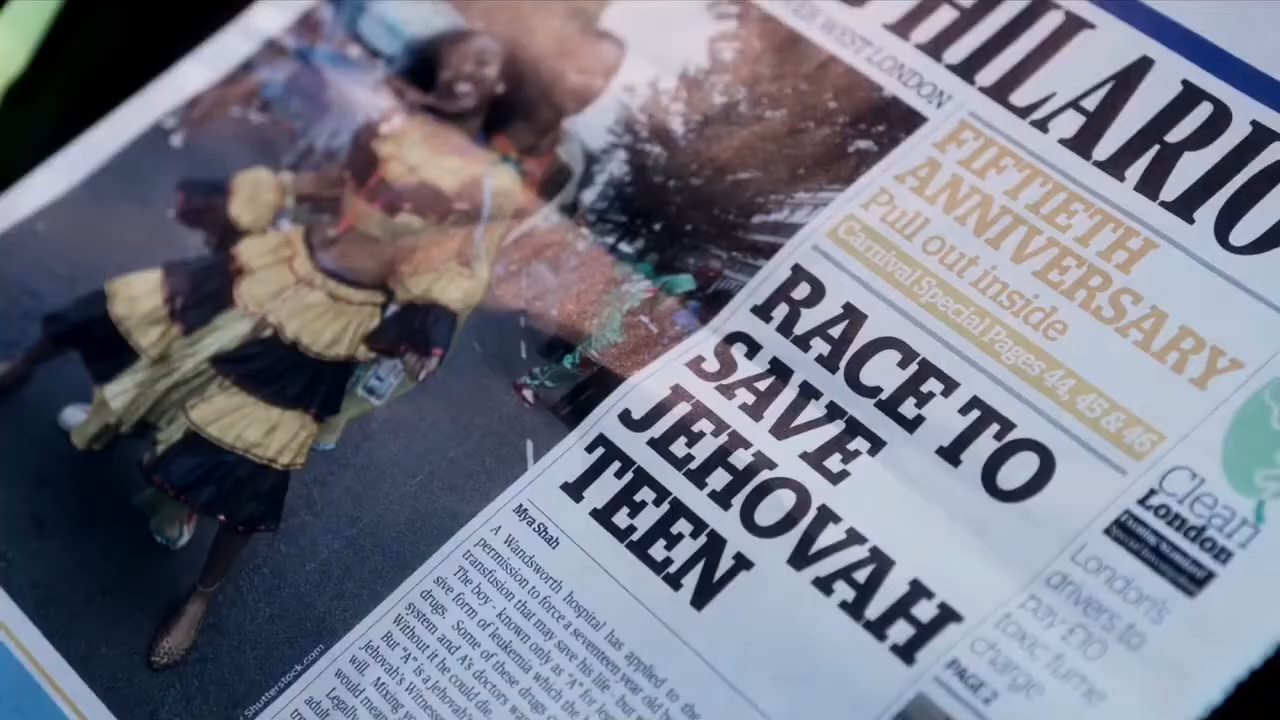 HILARIO
WEST LONDON
FIFTIETH
ANNIVERSARY
Pull out inside
Carnival Special Pages 44, 45 & 46
RACE TO
SAVE
JEHOVAH
TEEN
Mya Shah
A Wandsworth hospital has applied to
permission to force a seventeen year old
transfusion that may save his life.
The boy - known only as "A" for
sive form of leukemia which the
drugs. Some of these drugs
Without it he could die.
system and A's doctors
But "A" is a Jehovah's
Jehovah's Witness
will. Mixing
would mean
Legally
adult
Shutterstock.com
Clean
London
London's
drivers to
pay £10
toxic fume
charge
PAGE 2